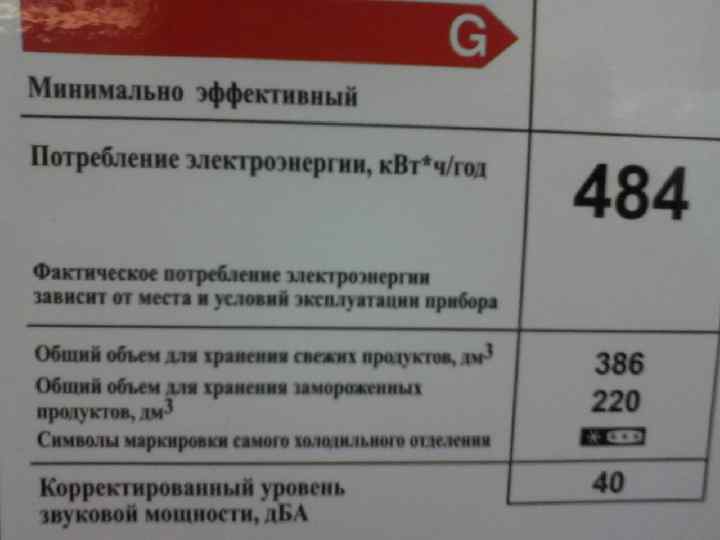 G
Минимально эффективный
Потребление электроэнергии, кВт*ч/год
484
Фактическое потребление электроэнергии
зависит от места и условий эксплуатации прибора
Общий объем для хранения свежих продуктов, дм3
386
Общий объем для хранения замороженных
продуктов, дм3
220
Символы маркировки самого холодильного отделения
Корректированный уровень
звуковой мощности, дБА
40